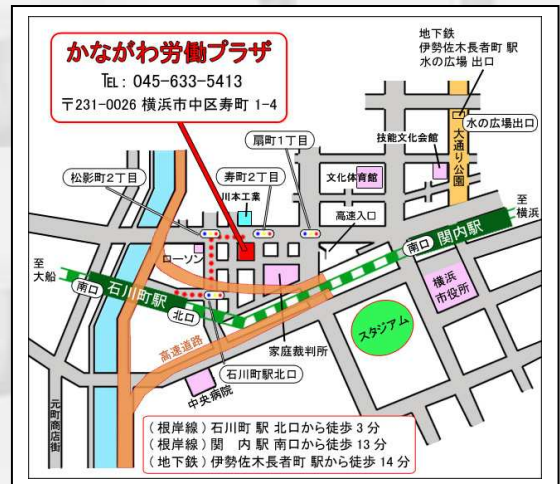 かながわ労働プラザ
℡: 045-633-5413
〒231-0026 横浜市中区寿町 1-4
地下鉄
伊勢佐木長者町 駅
水の広場 出口
水の広場出口
大通り公園
技能文化会館
扇町1丁目
松影町2丁目
寿町2丁目
川本工業
文化体育館
高速入口
至
横浜
関内駅
南口
ローソン
至
大船
南口
石川町駅
北口
横浜
市役所
スタジアム
家庭裁判所
高速道路
石川町駅北口
中央病院
元町商店街
(根岸線)石川町 駅 北口から徒歩 3 分
(根岸線)関 内 駅 南口から徒歩 13 分
(地下鉄)伊勢佐木長者町 駅から徒歩 14 分